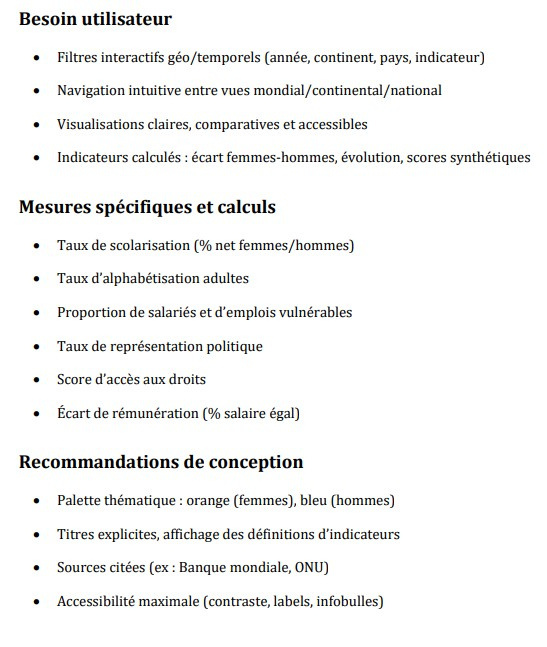 Besoin utilisateur
• Filtres interactifs géo/temporels (année, continent, pays, indicateur)
• Navigation intuitive entre vues mondial/continental/national
• Visualisations claires, comparatives et accessibles
• Indicateurs calculés : écart femmes-hommes, évolution, scores synthétiques
Mesures spécifiques et calculs
• Taux de scolarisation (% net femmes/hommes)
• Taux d’alphabétisation adultes
• Proportion de salariés et d’emplois vulnérables
• Taux de représentation politique
• Score d’accès aux droits
• Écart de rémunération (% salaire égal)
Recommandations de conception
• Palette thématique : orange (femmes), bleu (hommes)
• Titres explicites, affichage des définitions d’indicateurs
• Sources citées (ex : Banque mondiale, ONU)
• Accessibilité maximale (contraste, labels, infobulles)